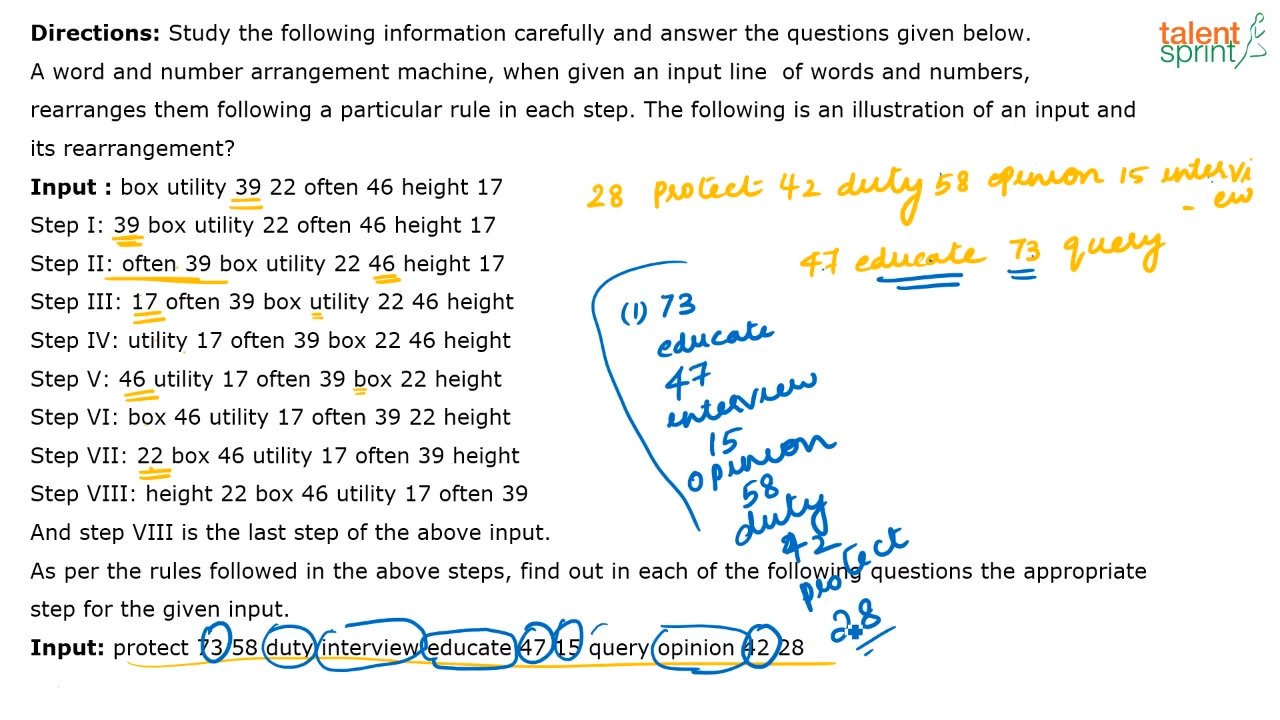 Directions: Study the following information carefully and answer the questions given below.
talent
sprint
A word and number arrangement machine, when given an input line of words and numbers,
rearranges them following a particular rule in each step. The following is an illustration of an input and
its rearrangement?
Input : box utility 39 22 often 46 height 17
28 protect 42 duty 58 opinion 15 intervi
- ew
Step I: 39 box utility 22 often 46 height 17
47 educate 73 query
Step II: often 39 box utility 22 46 height 17
Step III: 17 often 39 box utility 22 46 height
(1) 73
Step IV: utility 17 often 39 box 22 46 height
educate
Step V: 46 utility 17 often 39 box 22 height
47
interview
Step VI: box 46 utility 17 often 39 22 height
15
Step VII: 22 box 46 utility 17 often 39 height
opinion
Step VIII: height 22 box 46 utility 17 often 39
58
duty
And step VIII is the last step of the above input.
42
As per the rules followed in the above steps, find out in each of the following questions the appropriate
protect
step for the given input.
28
Input: protect 73 58 duty interview educate 47 15 query opinion 42 28